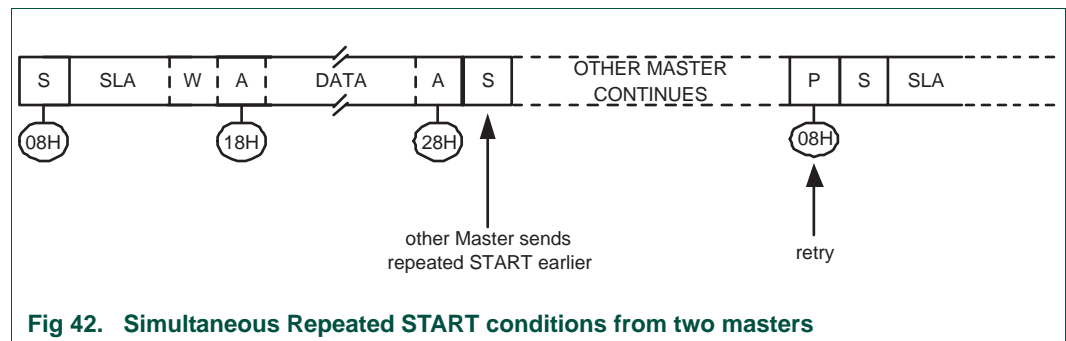 S SLA W A DATA A S OTHER MASTER CONTINUES P S SLA
08H 18H 28H 08H
other Master sends
repeated START earlier
retry
Fig 42. Simultaneous Repeated START conditions from two masters